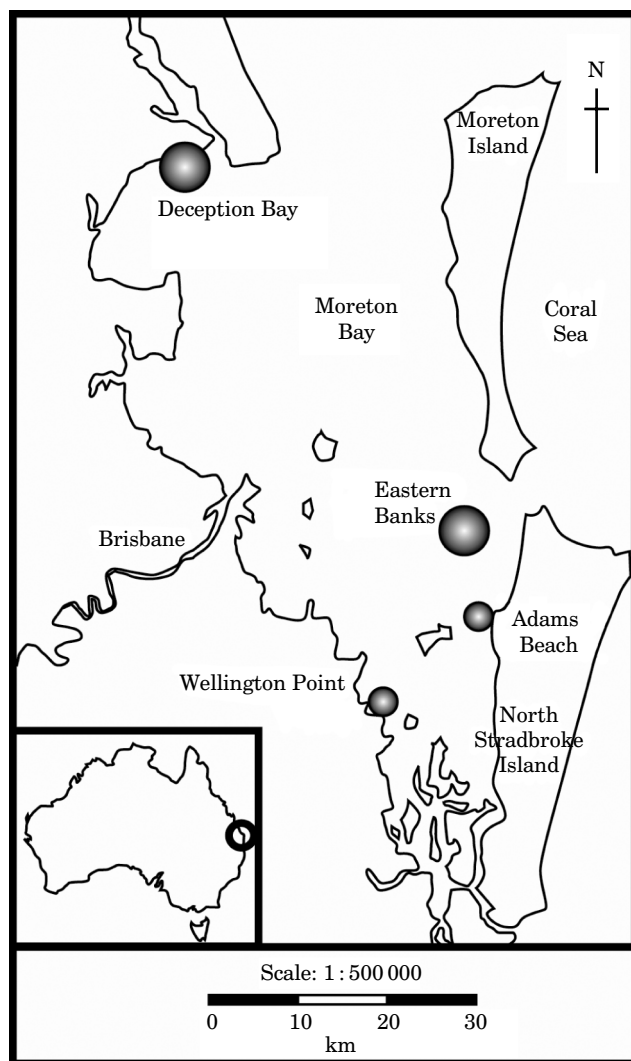 N
Moreton
Island
Deception Bay
Moreton
Bay
Coral
Sea
Eastern
Banks
Brisbane
Adams
Beach
Wellington Point
North
Stradbroke
Island
Scale: 1 : 500 000
0 10 20 30
km